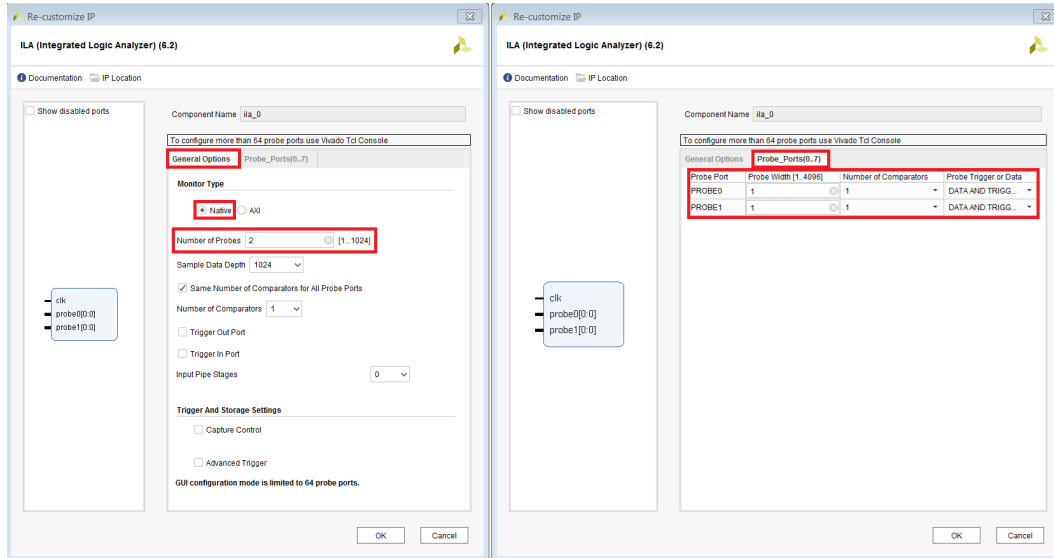 Re-customize IP
ILA (Integrated Logic Analyzer) (6.2)
Documentation IP Location
Show disabled ports
clk
probe0[0:0]
probe1[0:0]
Component Name ila_0
To configure more than 64 probe ports use Vivado Tcl Console
General Options Probe_Ports(0..7)
Monitor Type
Native AXI
Number of Probes 2 [1...1024]
Sample Data Depth 1024
Same Number of Comparators for All Probe Ports
Number of Comparators 1
Trigger Out Port
Trigger In Port
Input Pipe Stages 0
Trigger And Storage Settings
Capture Control
Advanced Trigger
GUI configuration mode is limited to 64 probe ports.
OK Cancel
Re-customize IP
ILA (Integrated Logic Analyzer) (6.2)
Documentation IP Location
Show disabled ports
clk
probe0[0:0]
probe1[0:0]
Component Name ila_0
To configure more than 64 probe ports use Vivado Tcl Console
General Options Probe_Ports(0..7)
Probe Port Probe Width [1..4096] Number of Comparators Probe Trigger or Data
PROBE0 1 1 DATA AND TRIGG...
PROBE1 1 1 DATA AND TRIGG...
OK Cancel